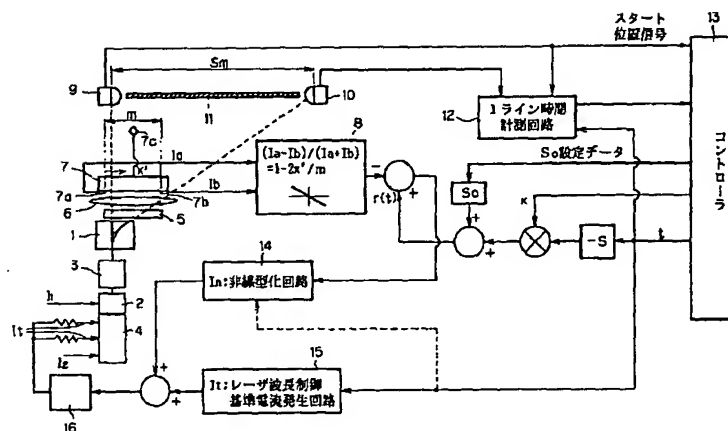 スタート
位置信号
13
コントローラ
Sm
9
10
11
m
7c
x'
Ia
8
(Ia-Ib)/(Ia+Ib)
=1-2x'/m
Ib
7
7a
7b
6
5
1
3
2
4
12
1ライン時間
計測回路
So設定データ
So
κ
-S
t
r(t)
-
+
+
+
14
In:非線型化回路
It
15
It:レーザ波長制御
基準電流発生回路
+
+
16